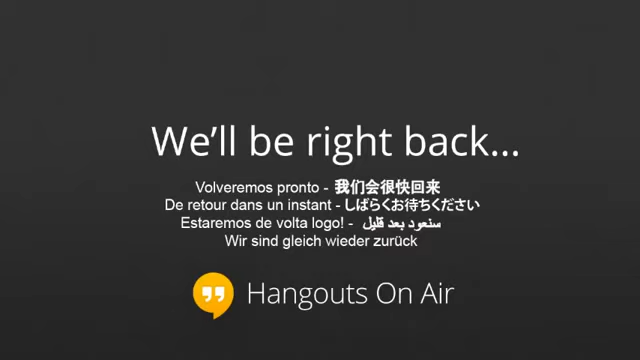 We'll be right back...
Volveremos pronto - 我们会很快回来
De retour dans un instant - しばらくお待ちください
Estaremos de volta logo! - سنعود بعد قليل
Wir sind gleich wieder zurück
Hangouts On Air